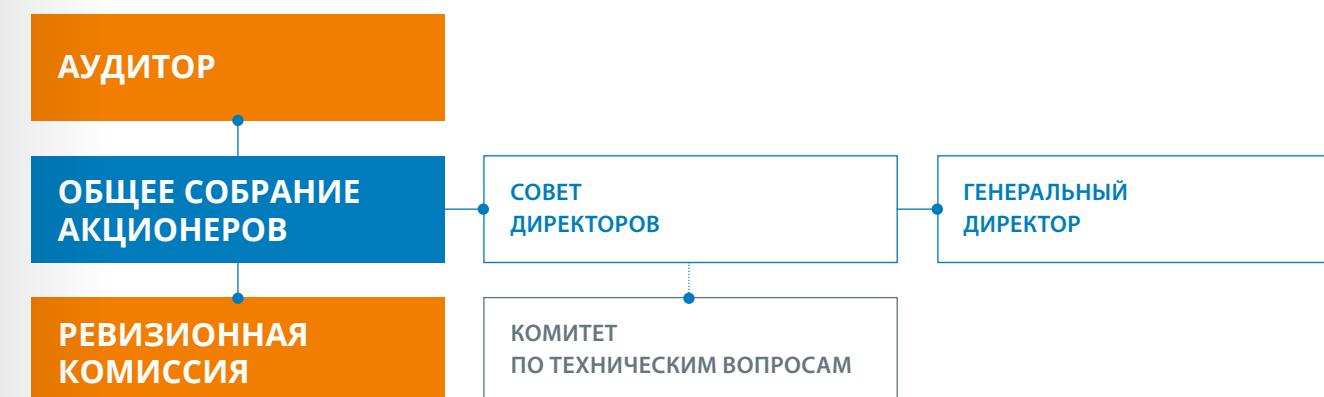 АУДИТОР
ОБЩЕЕ СОБРАНИЕ
АКЦИОНЕРОВ
СОВЕТ
ДИРЕКТОРОВ
ГЕНЕРАЛЬНЫЙ
ДИРЕКТОР
РЕВИЗИОННАЯ
КОМИССИЯ
КОМИТЕТ
ПО ТЕХНИЧЕСКИМ ВОПРОСАМ